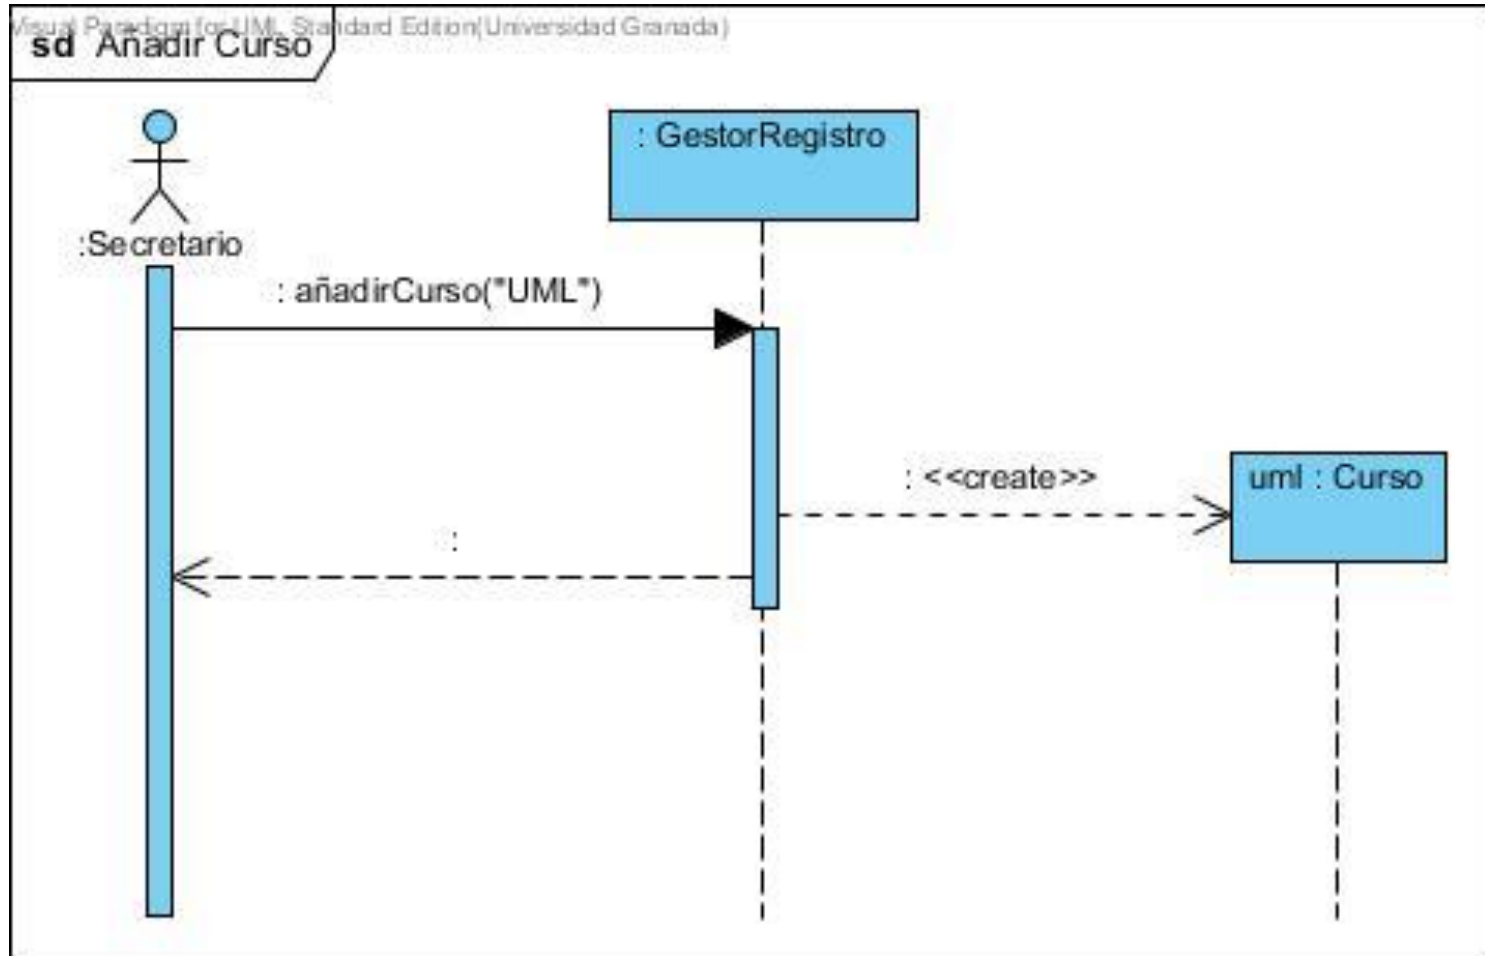 Visual Paradigm for UML Standard Edition(Universidad Granada)
sd Añadir Curso
: GestorRegistro
:Secretario
: añadirCurso("UML")
: <<create>>
uml : Curso
: